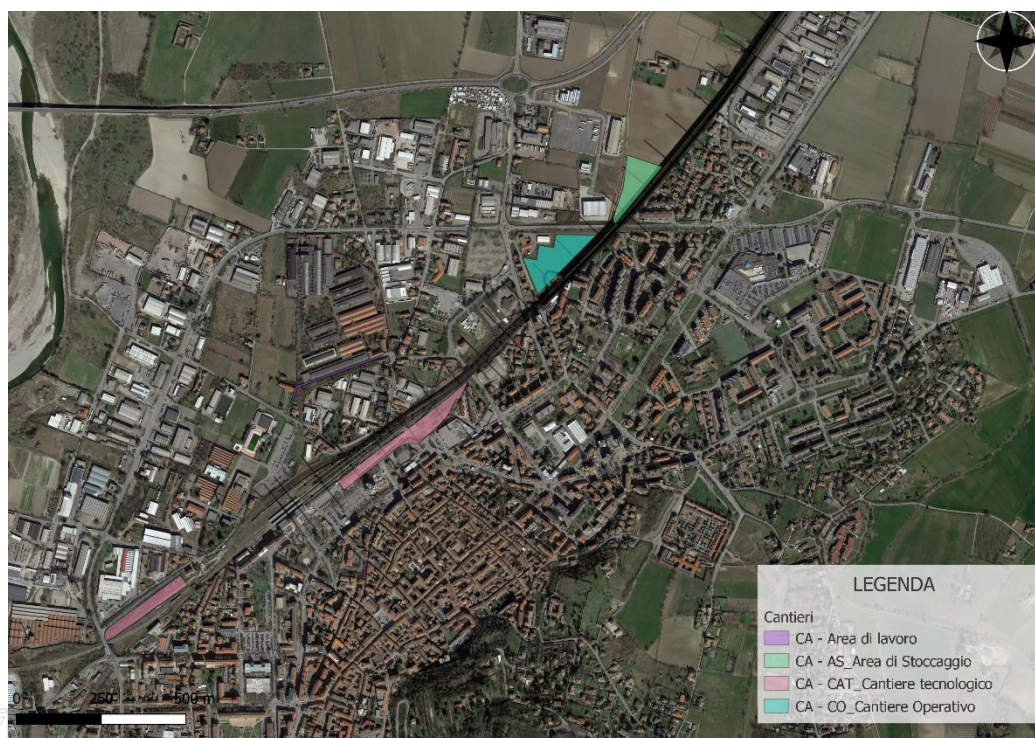 LEGENDA
Cantieri
CA - Area di lavoro
CA - AS_Area di Stoccaggio
CA - CAT_Cantiere tecnologico
CA - CO_Cantiere Operativo
0 250 500 m